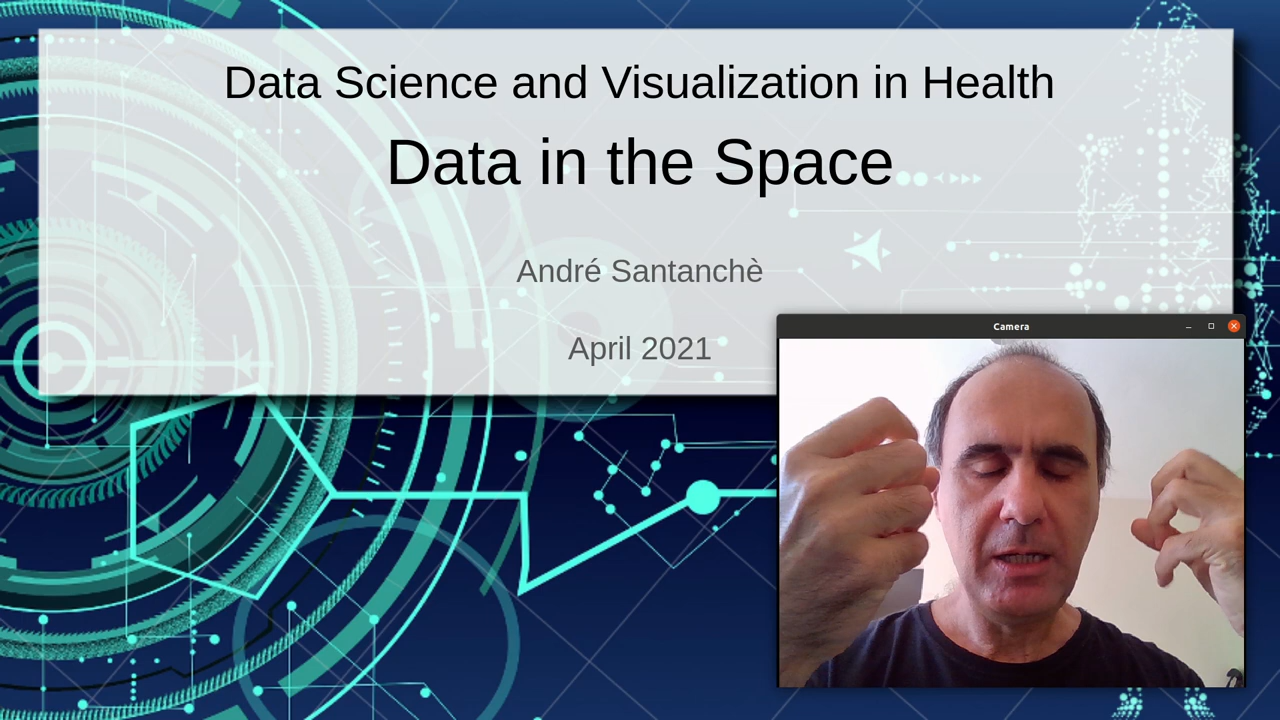 Data Science and Visualization in Health
Data in the Space
André Santanchè
April 2021
Camera